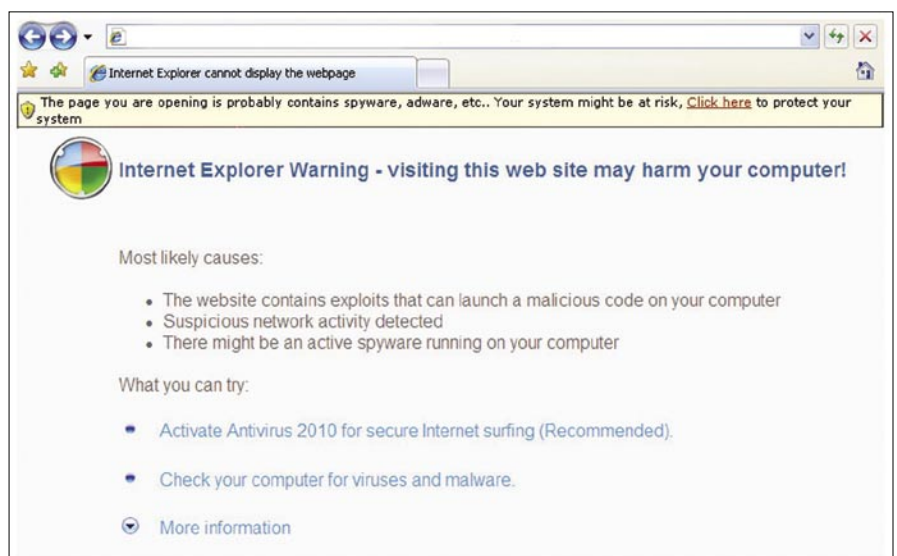 Internet Explorer cannot display the webpage
The page you are opening is probably contains spyware, adware, etc.. Your system might be at risk, Click here to protect your
system
Internet Explorer Warning - visiting this web site may harm your computer!
Most likely causes:
• The website contains exploits that can launch a malicious code on your computer
• Suspicious network activity detected
• There might be an active spyware running on your computer
What you can try:
• Activate Antivirus 2010 for secure Internet surfing (Recommended).
• Check your computer for viruses and malware.
More information